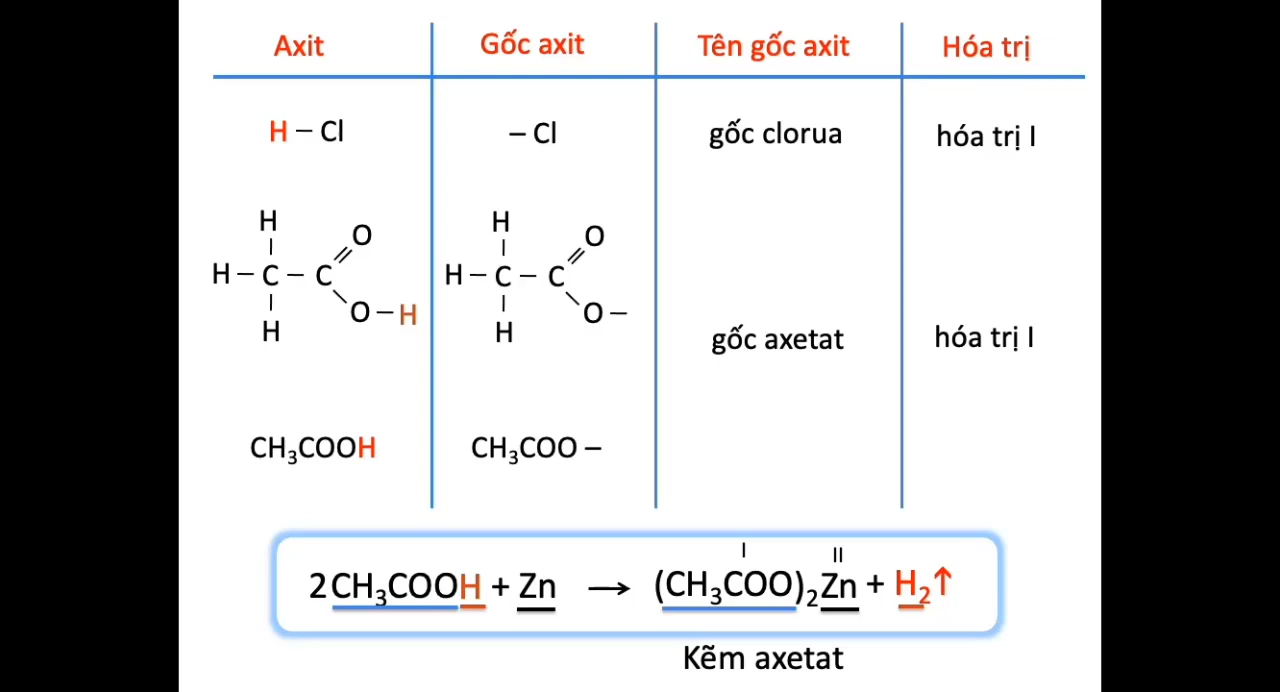 Axit Gốc axit Tên gốc axit Hóa trị
H – Cl – Cl gốc clorua hóa trị I
H H
O O
H – C – C H – C – C
O – H O –
H H
gốc axetat hóa trị I
CH₃COOH CH₃COO –
I II
2CH₃COOH + Zn → (CH₃COO)₂Zn + H₂↑
Kẽm axetat